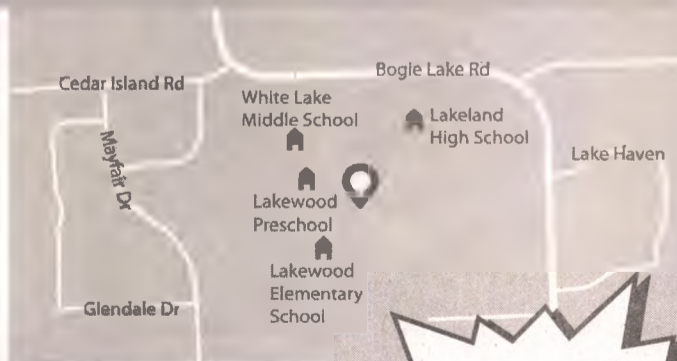 Bogie Lake Rd
Cedar Island Rd
White Lake
Middle School
Lakeland
High School
Mayfair Dr
Lake Haven
Lakewood
Preschool
Lakewood
Elementary
School
Glendale Dr